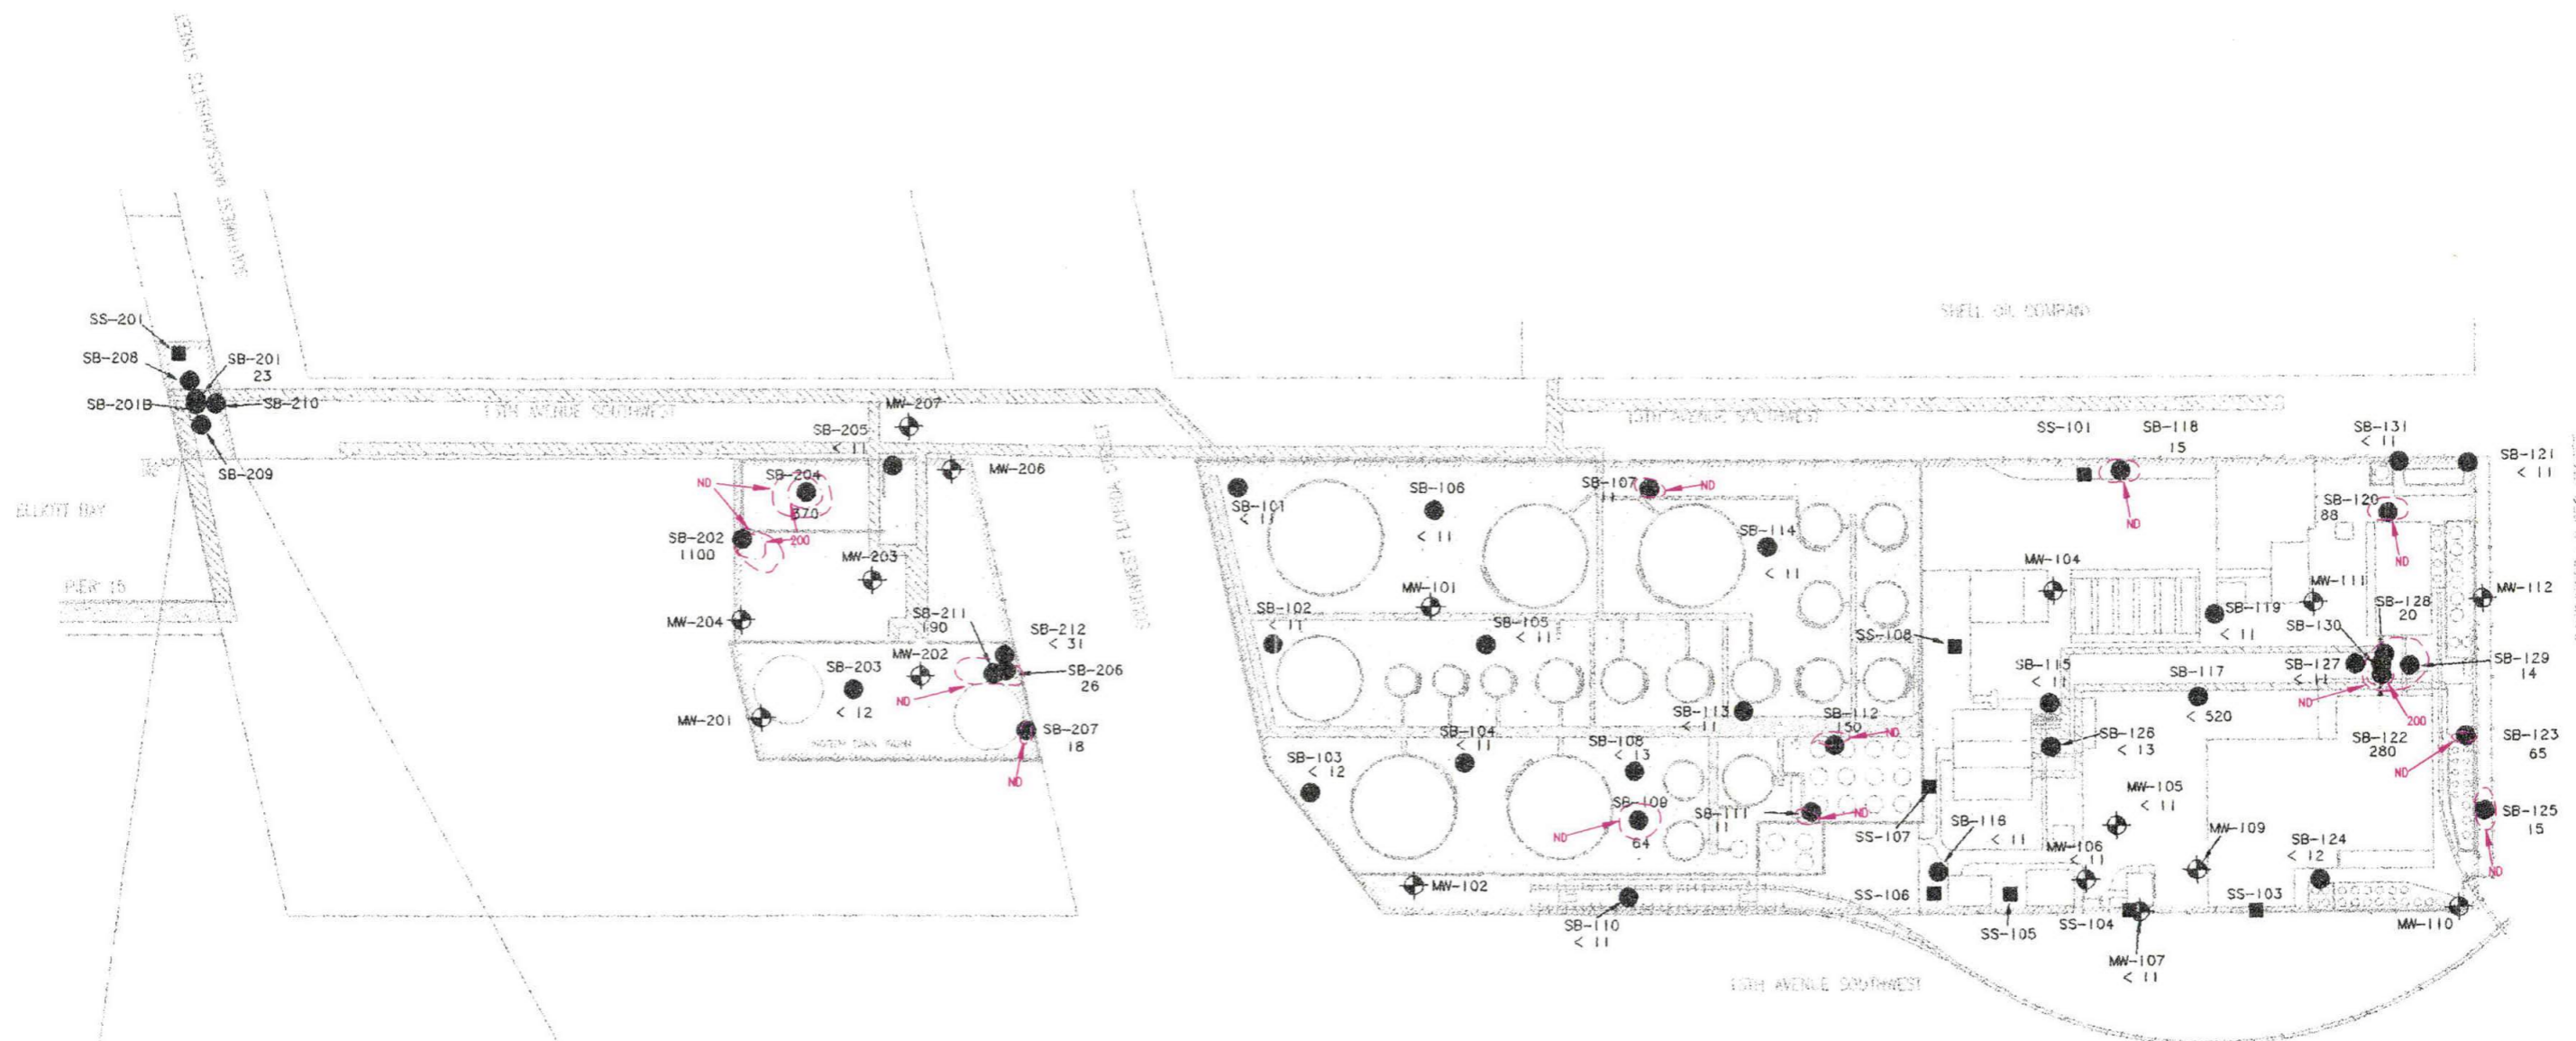 SOUTHWEST MASSACHUSETTS STREET
SHELL OIL COMPANY
SS-201
SB-208
SB-201
23
SB-201B
SB-210
SB-209
13TH AVENUE SOUTHWEST
ELLIOTT BAY
PIER 15
MW-207
SB-205
< 11
MW-206
SB-204
370
ND
200
SB-202
1100
MW-203
MW-204
SB-211
190
SB-212
< 31
SB-206
26
MW-202
SB-203
< 12
ND
MW-201
SB-207
18
ND
13TH AVENUE SOUTHWEST
SB-101
< 11
SB-106
< 11
SB-107
11
ND
SB-114
< 11
MW-101
SB-102
< 11
SB-105
< 11
SB-113
< 11
SB-112
150
ND
SB-104
< 11
SB-103
< 12
SB-108
< 13
SB-109
64
ND
SB-111
11
ND
MW-102
SB-110
< 11
SS-101
SB-118
15
ND
SB-131
< 11
SB-121
< 11
SB-120
88
ND
MW-104
MW-111
MW-112
SB-128
20
SB-119
< 11
SB-130
SS-108
SB-115
< 11
SB-117
< 520
SB-127
< 11
SB-129
14
ND
200
SB-126
< 13
SB-122
280
SB-123
65
ND
MW-105
< 11
SS-107
SB-116
< 11
MW-106
< 11
MW-109
SB-124
< 12
SB-125
15
ND
SS-106
SS-105
SS-104
SS-103
MW-110
MW-107
< 11